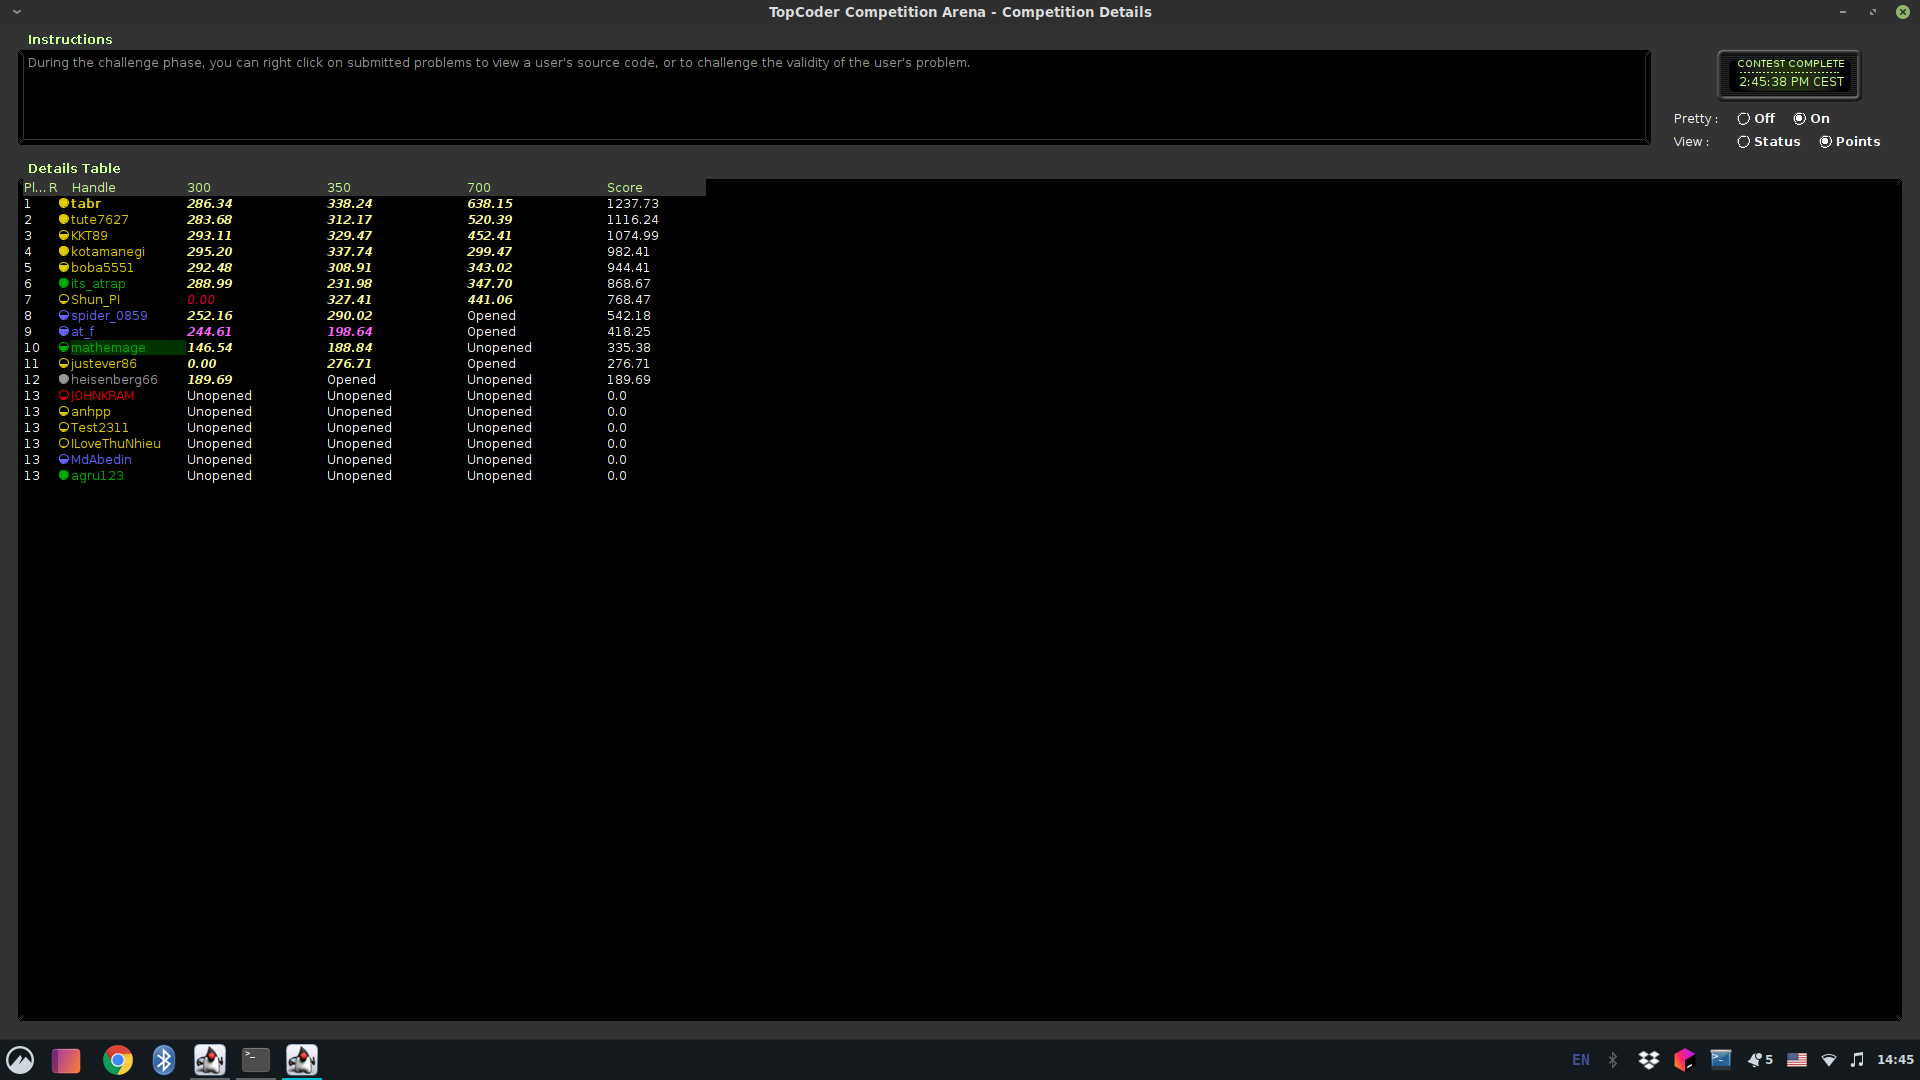 TopCoder Competition Arena - Competition Details
Instructions
During the challenge phase, you can right click on submitted problems to view a user's source code, or to challenge the validity of the user's problem.
CONTEST COMPLETE
2:45:38 PM CEST
Pretty : Off On
View : Status Points
Details Table
Pl... R Handle 300 350 700 Score
1 tabr 286.34 338.24 638.15 1237.73
2 tute7627 283.68 312.17 520.39 1116.24
3 KKT89 293.11 329.47 452.41 1074.99
4 kotamanegi 295.20 337.74 299.47 982.41
5 boba5551 292.48 308.91 343.02 944.41
6 its_atrap 288.99 231.98 347.70 868.67
7 Shun_PI 0.00 327.41 441.06 768.47
8 spider_0859 252.16 290.02 Opened 542.18
9 at_f 244.61 198.64 Opened 418.25
10 mathemage 146.54 188.84 Unopened 335.38
11 justever86 0.00 276.71 Opened 276.71
12 heisenberg66 189.69 Opened Unopened 189.69
13 JOHNKRAM Unopened Unopened Unopened 0.0
13 anhpp Unopened Unopened Unopened 0.0
13 Test2311 Unopened Unopened Unopened 0.0
13 ILoveThuNhieu Unopened Unopened Unopened 0.0
13 MdAbedin Unopened Unopened Unopened 0.0
13 agru123 Unopened Unopened Unopened 0.0
EN 5 14:45